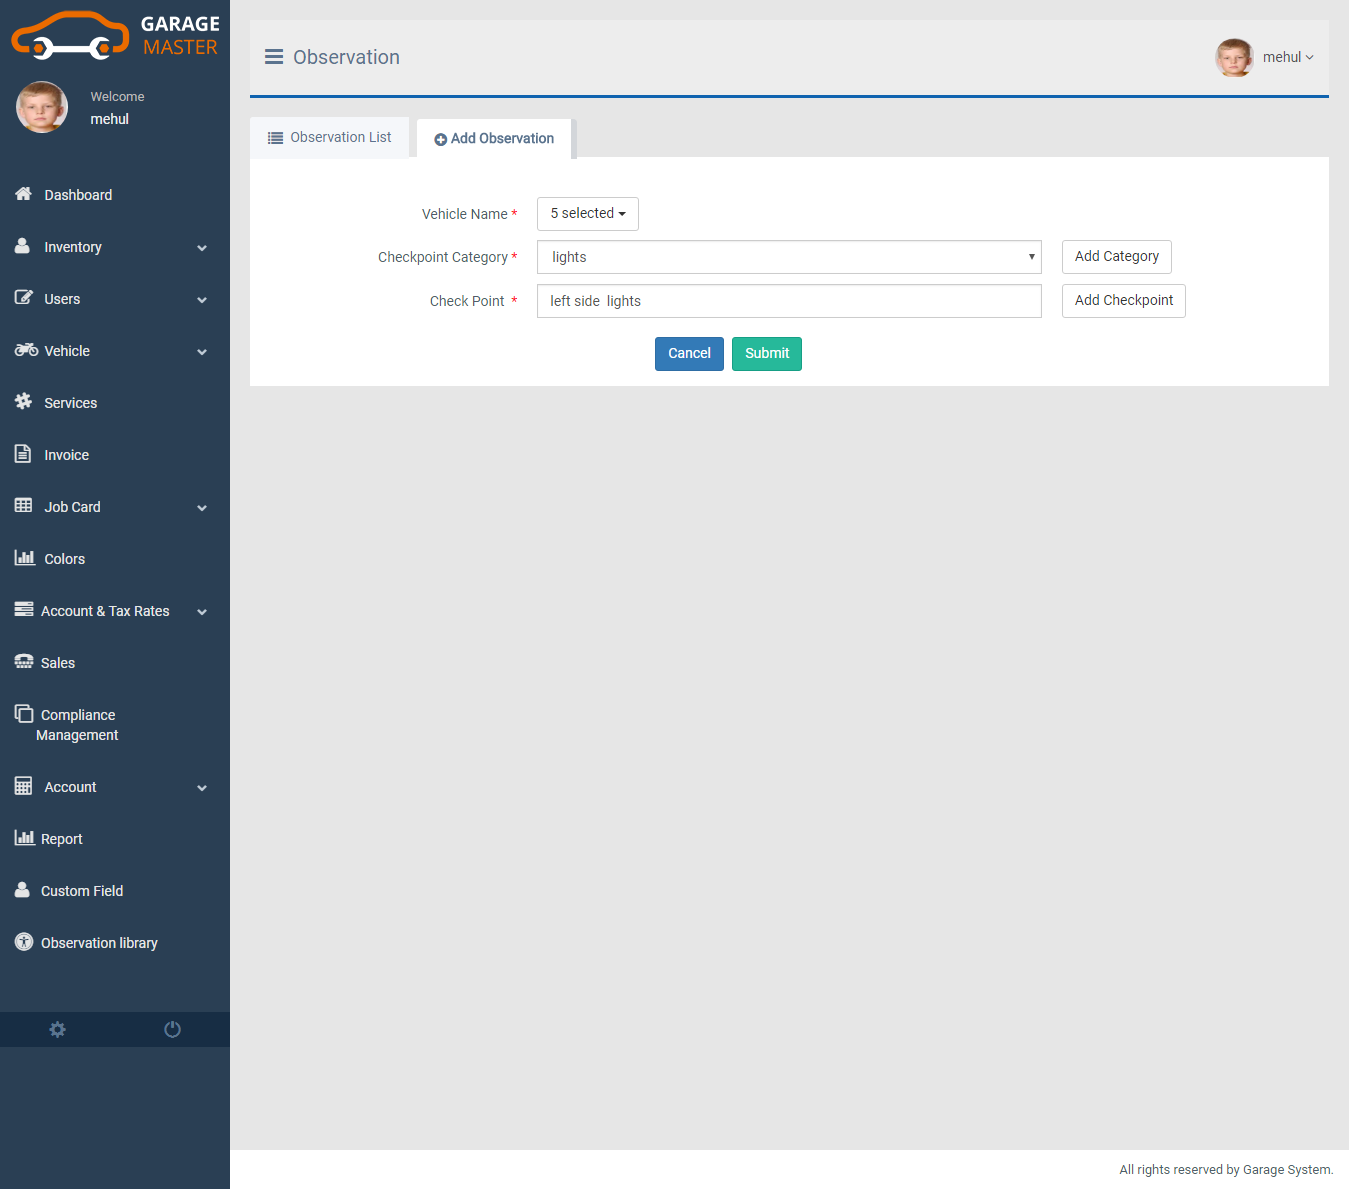 GARAGE
MASTER
Welcome
mehul
Dashboard
Inventory
Users
Vehicle
Services
Invoice
Job Card
Colors
Account & Tax Rates
Sales
Compliance
Management
Account
Report
Custom Field
Observation library
Observation
mehul
Observation List
Add Observation
Vehicle Name * 5 selected
Checkpoint Category * lights Add Category
Check Point * left side lights Add Checkpoint
Cancel Submit
All rights reserved by Garage System.